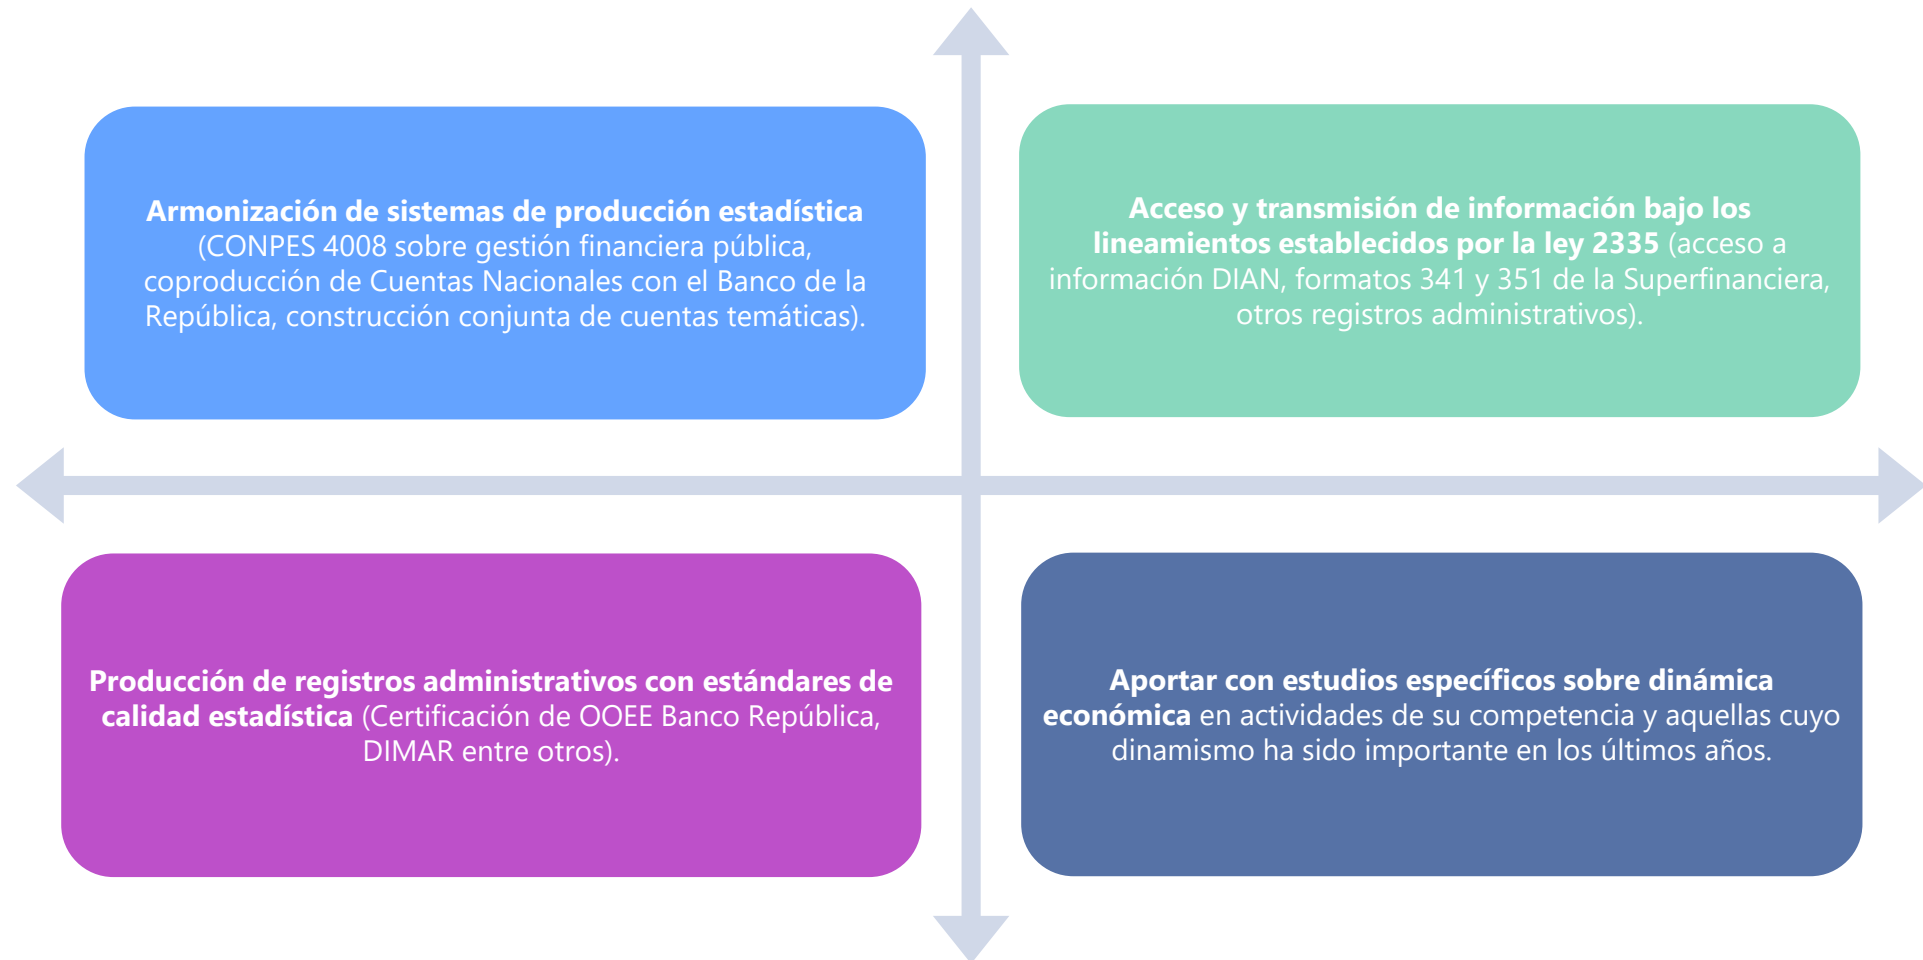 Armonización de sistemas de producción estadística
(CONPES 4008 sobre gestión financiera pública,
coproducción de Cuentas Nacionales con el Banco de la
República, construcción conjunta de cuentas temáticas).
Acceso y transmisión de información bajo los
lineamientos establecidos por la ley 2335 (acceso a
información DIAN, formatos 341 y 351 de la Superfinanciera,
otros registros administrativos).
Producción de registros administrativos con estándares de
calidad estadística (Certificación de OOEE Banco República,
DIMAR entre otros).
Aportar con estudios específicos sobre dinámica
económica en actividades de su competencia y aquellas cuyo
dinamismo ha sido importante en los últimos años.